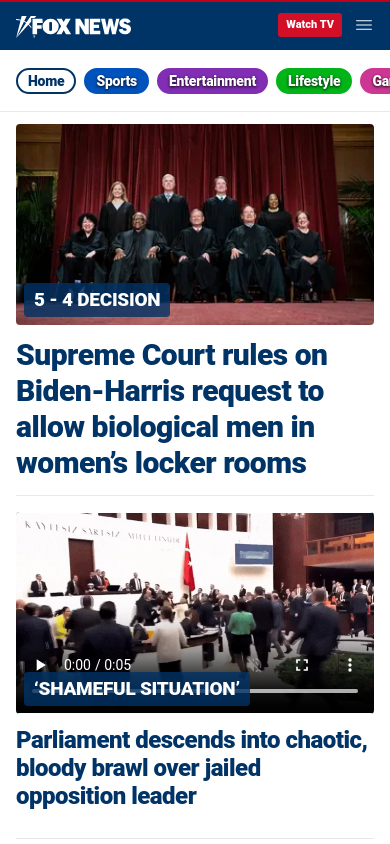 FOX NEWS
Watch TV
Home Sports Entertainment Lifestyle
5 - 4 DECISION
Supreme Court rules on
Biden-Harris request to
allow biological men in
women’s locker rooms
KAYITSIZ ŞARTSIZ MİLLETİNDİR
0:00 / 0:05
‘SHAMEFUL SITUATION’
Parliament descends into chaotic,
bloody brawl over jailed
opposition leader